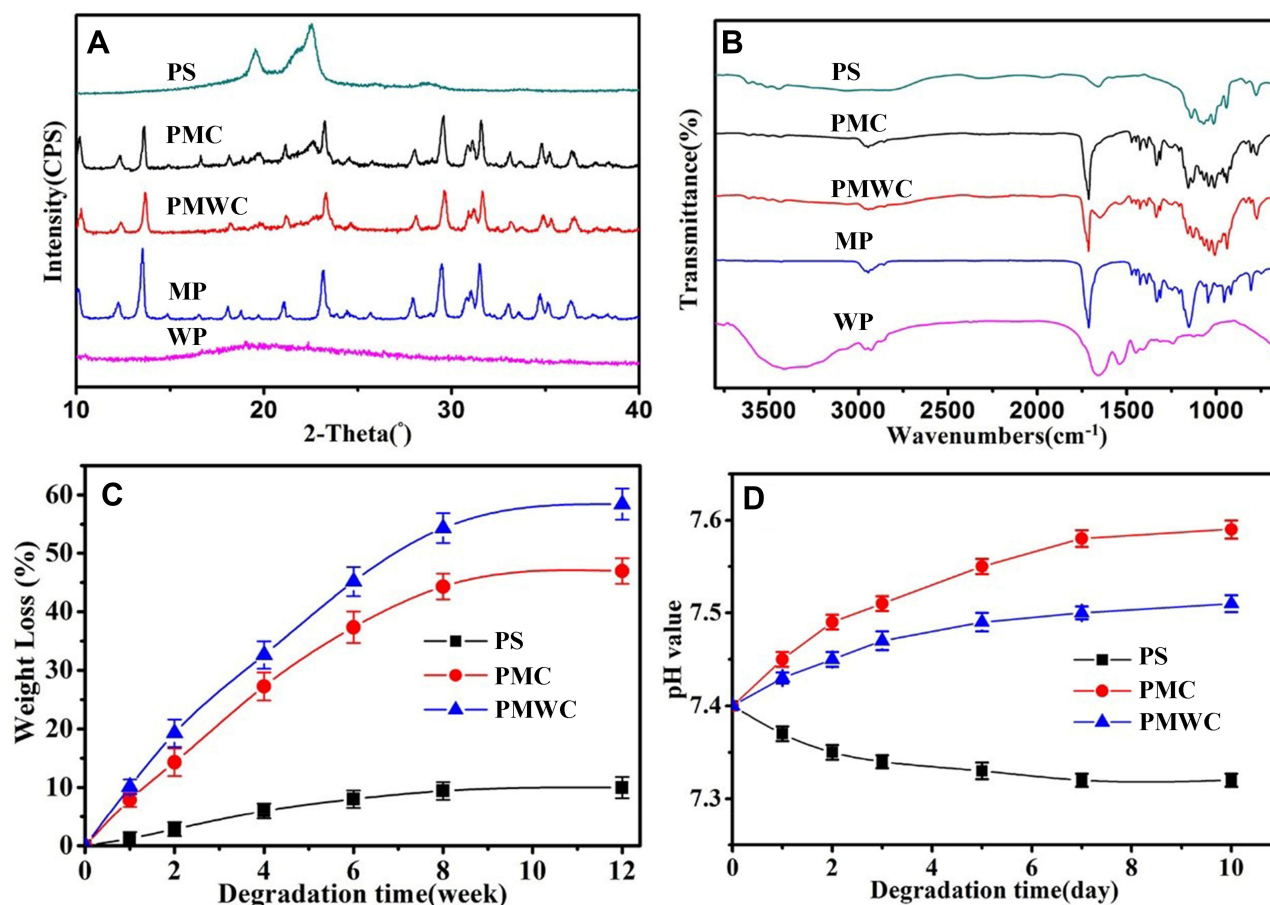 A
PS
PMC
PMWC
MP
WP
Intensity(CPS)
10 20 30 40
2-Theta(°)
B
PS
PMC
PMWC
MP
WP
Transmittance(%)
3500 3000 2500 2000 1500 1000
Wavenumbers(cm⁻¹)
C
60
50
40
30
20
10
0
Weight Loss (%)
PS
PMC
PMWC
0 2 4 6 8 10 12
Degradation time(week)
D
7.6
7.5
7.4
7.3
pH value
PS
PMC
PMWC
0 2 4 6 8 10
Degradation time(day)